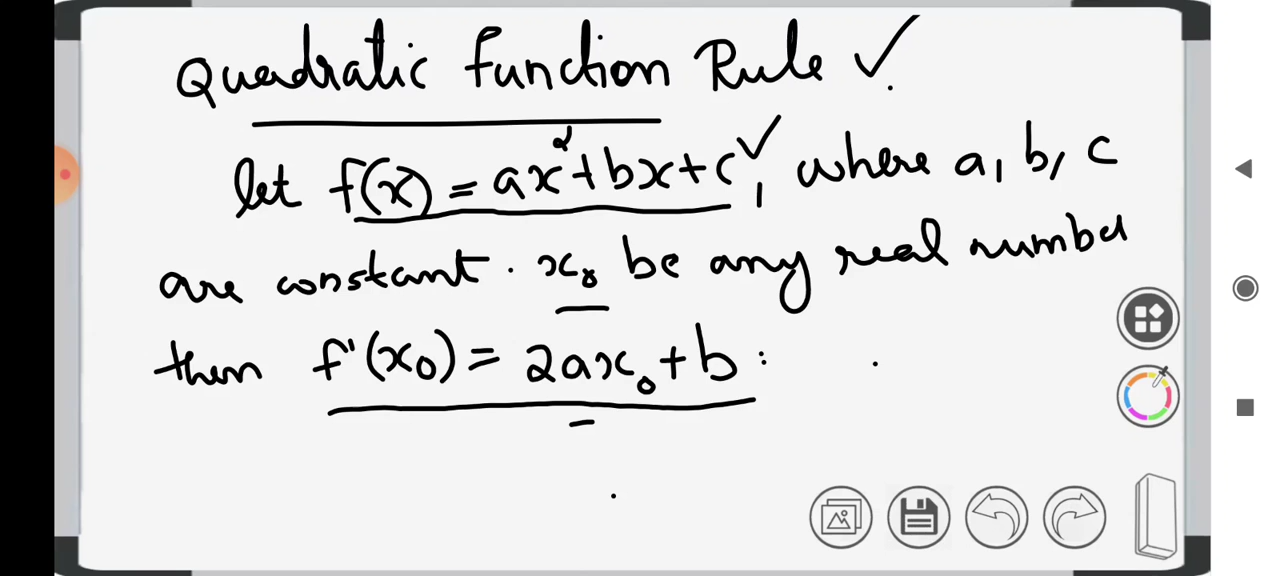 Quadratic Function Rule ✓
let f(x) = ax²+bx+c ✓, where a, b, c
are constant. x₀ be any real number
then f'(x₀) = 2ax₀+b: